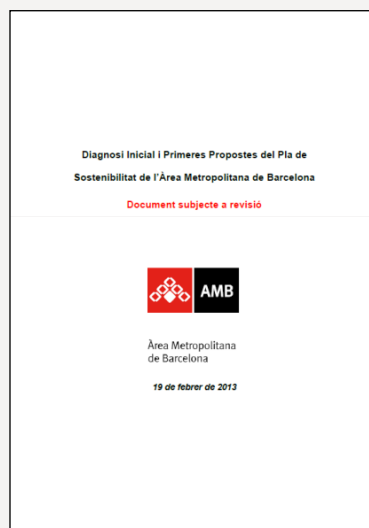 Diagnosi Inicial i Primeres Propostes del Pla de
Sostenibilitat de l'Àrea Metropolitana de Barcelona
Document subjecte a revisió
AMB
Àrea Metropolitana
de Barcelona
19 de febrer de 2013